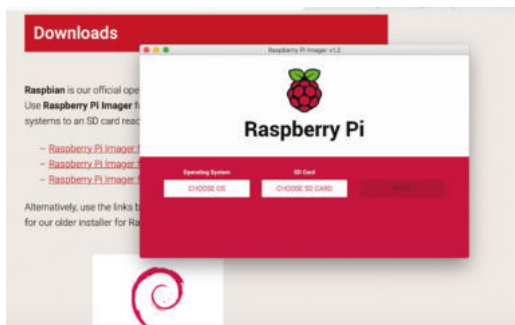 Downloads
Raspberry Pi Imager v1.2
Raspbian is our official ope
Use Raspberry Pi Imager f
systems to an SD card read
– Raspberry Pi Imager f
– Raspberry Pi Imager f
– Raspberry Pi Imager f
Alternatively, use the links b
for our older installer for Ra
Raspberry Pi
Operating System
SD Card
CHOOSE OS
CHOOSE SD CARD